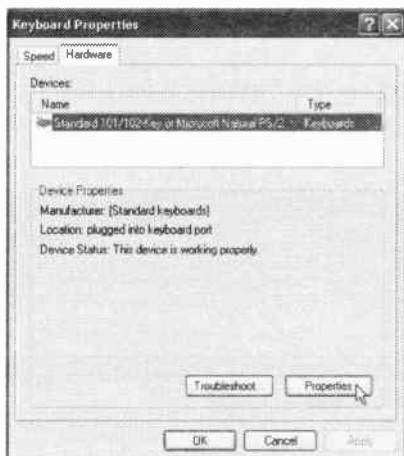 Keyboard Properties
Speed Hardware
Devices:
Name Type
Standard 101/102-Key or Microsoft Natural PS/2 Keyboards
Device Properties
Manufacturer: (Standard keyboards)
Location: plugged into keyboard port
Device Status: This device is working properly.
Troubleshoot Properties
OK Cancel Apply